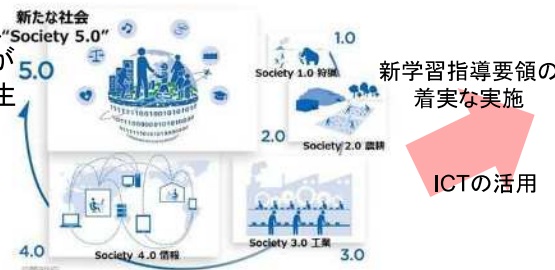 新たな社会
“Society 5.0”
が
5.0
生
1.0
Society 1.0 狩猟
2.0
Society 2.0 農耕
4.0
Society 4.0 情報
Society 3.0 工業
3.0
新学習指導要領の
着実な実施
ICTの活用